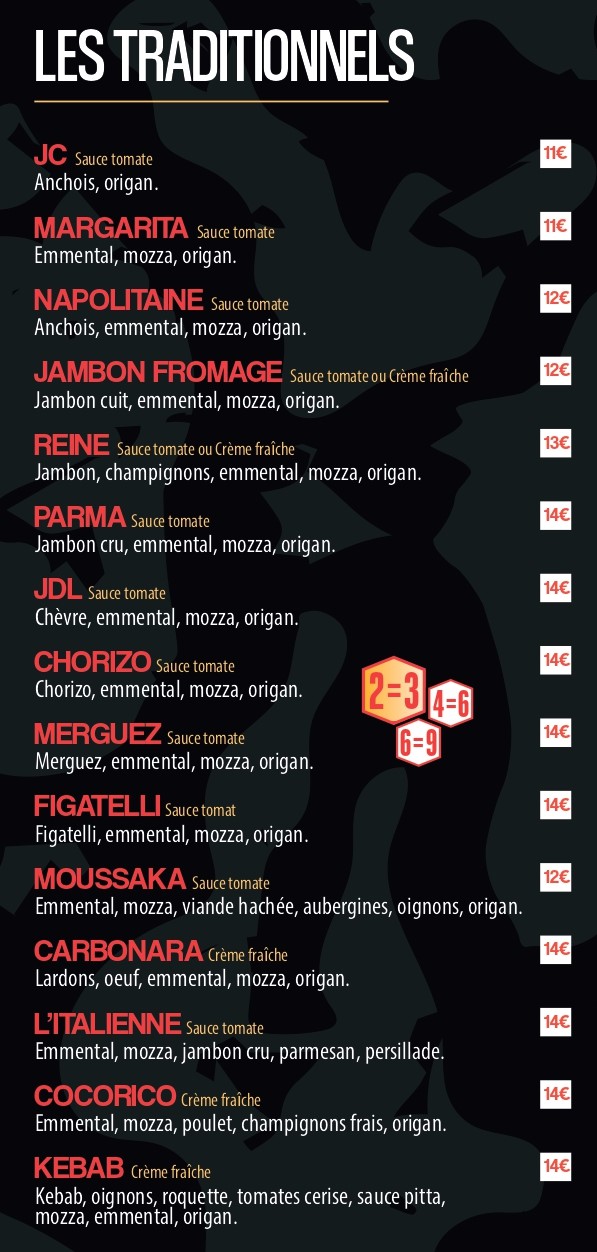 LES TRADITIONNELS
JC Sauce tomate 11€
Anchois, origan.
MARGARITA Sauce tomate 11€
Emmental, mozza, origan.
NAPOLITAINE Sauce tomate 12€
Anchois, emmental, mozza, origan.
JAMBON FROMAGE Sauce tomate ou Crème fraîche 12€
Jambon cuit, emmental, mozza, origan.
REINE Sauce tomate ou Crème fraîche 13€
Jambon, champignons, emmental, mozza, origan.
PARMA Sauce tomate 14€
Jambon cru, emmental, mozza, origan.
JDL Sauce tomate 14€
Chèvre, emmental, mozza, origan.
CHORIZO Sauce tomate 14€
Chorizo, emmental, mozza, origan.
2=3
4=6
6=9
MERGUEZ Sauce tomate 14€
Merguez, emmental, mozza, origan.
FIGATELLI Sauce tomat 14€
Figatelli, emmental, mozza, origan.
MOUSSAKA Sauce tomate 12€
Emmental, mozza, viande hachée, aubergines, oignons, origan.
CARBONARA Crème fraîche 14€
Lardons, oeuf, emmental, mozza, origan.
L'ITALIENNE Sauce tomate 14€
Emmental, mozza, jambon cru, parmesan, persillade.
COCORICO Crème fraîche 14€
Emmental, mozza, poulet, champignons frais, origan.
KEBAB Crème fraîche 14€
Kebab, oignons, roquette, tomates cerise, sauce pitta,
mozza, emmental, origan.